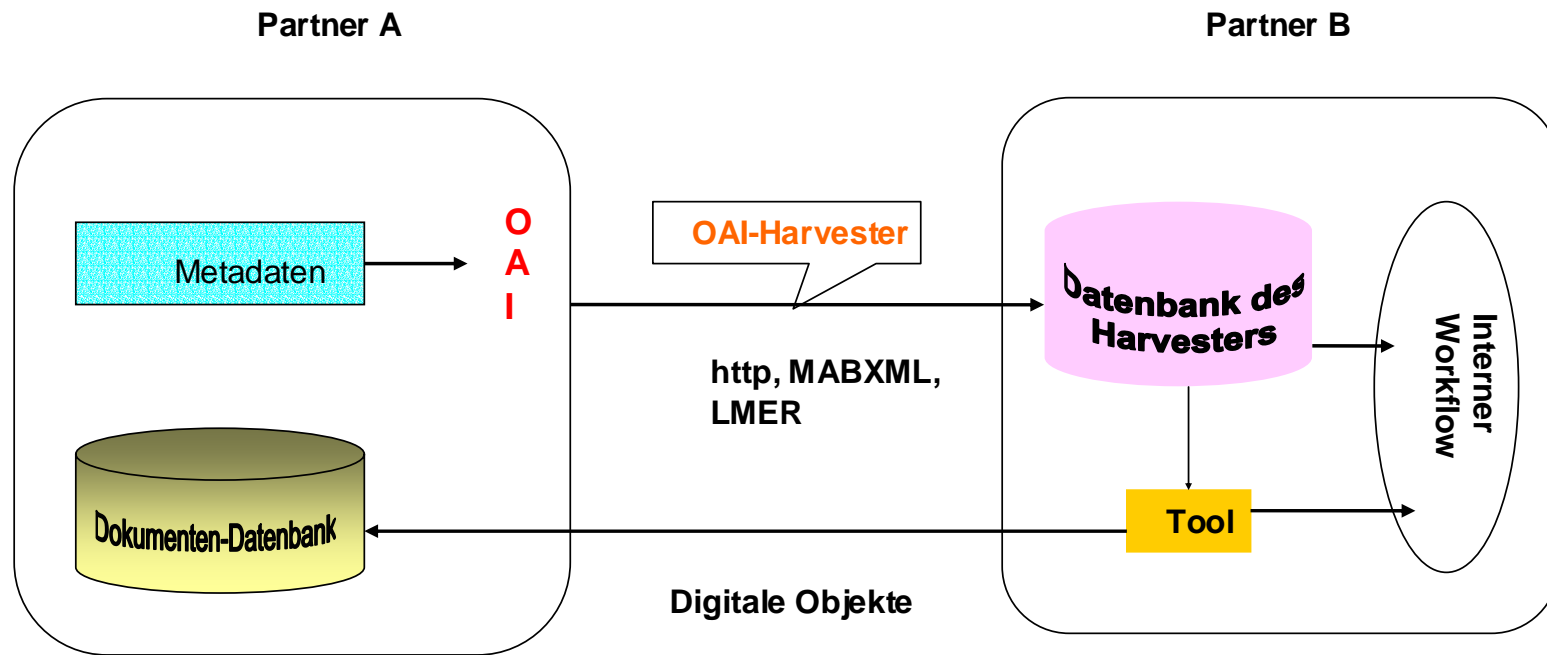 Partner A
Partner B
Metadaten
O
A
I
OAI-Harvester
http, MABXML,
LMER
Datenbank des
Harvesters
Interner
Workflow
Dokumenten-Datenbank
Tool
Digitale Objekte